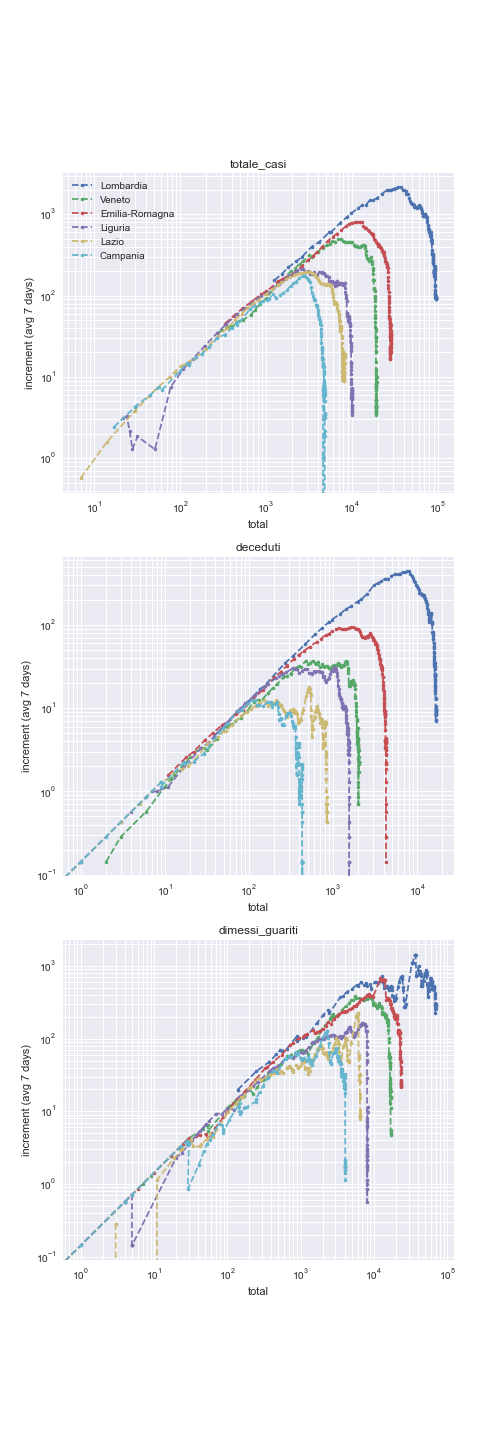 totale_casi
Lombardia
Veneto
Emilia-Romagna
Liguria
Lazio
Campania
10³
10²
10¹
10⁰
increment (avg 7 days)
10¹ 10² 10³ 10⁴ 10⁵
total
deceduti
10²
10¹
10⁰
10⁻¹
increment (avg 7 days)
10⁰ 10¹ 10² 10³ 10⁴
total
dimessi_guariti
10³
10²
10¹
10⁰
10⁻¹
increment (avg 7 days)
10⁰ 10¹ 10² 10³ 10⁴ 10⁵
total